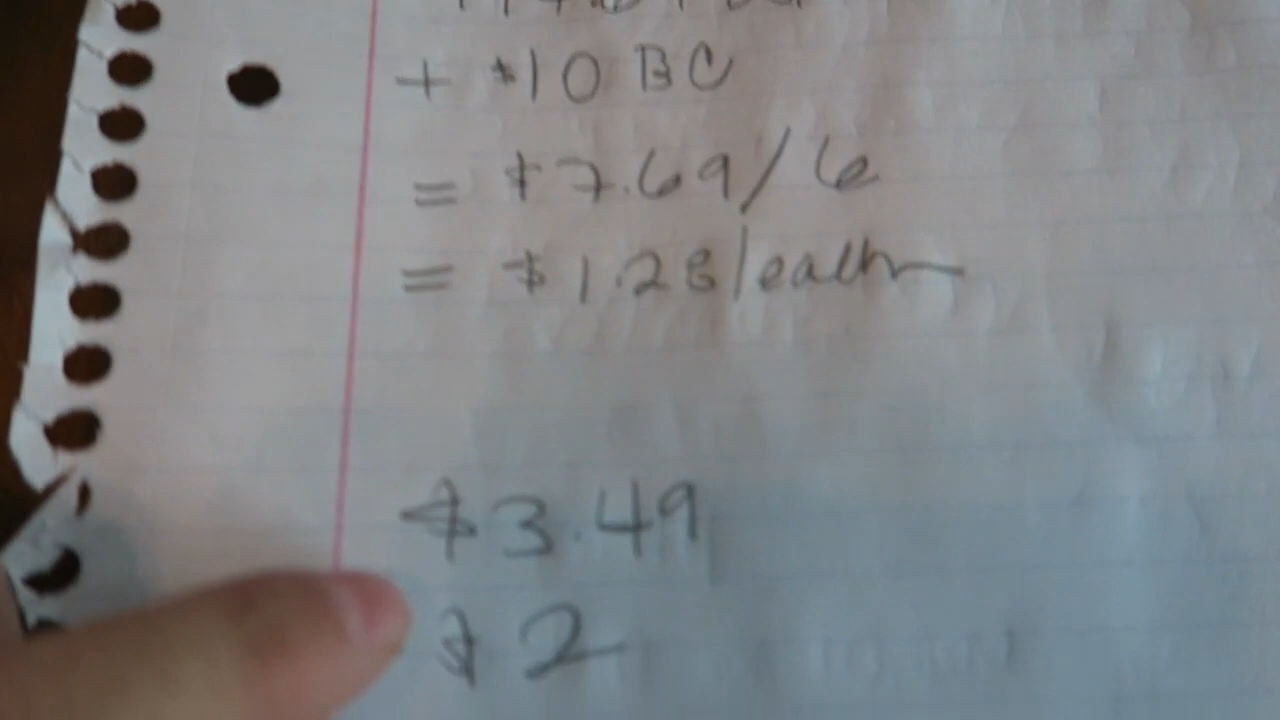 + $10 BC
= $7.69/6
= $1.28/each
$3.49
$2